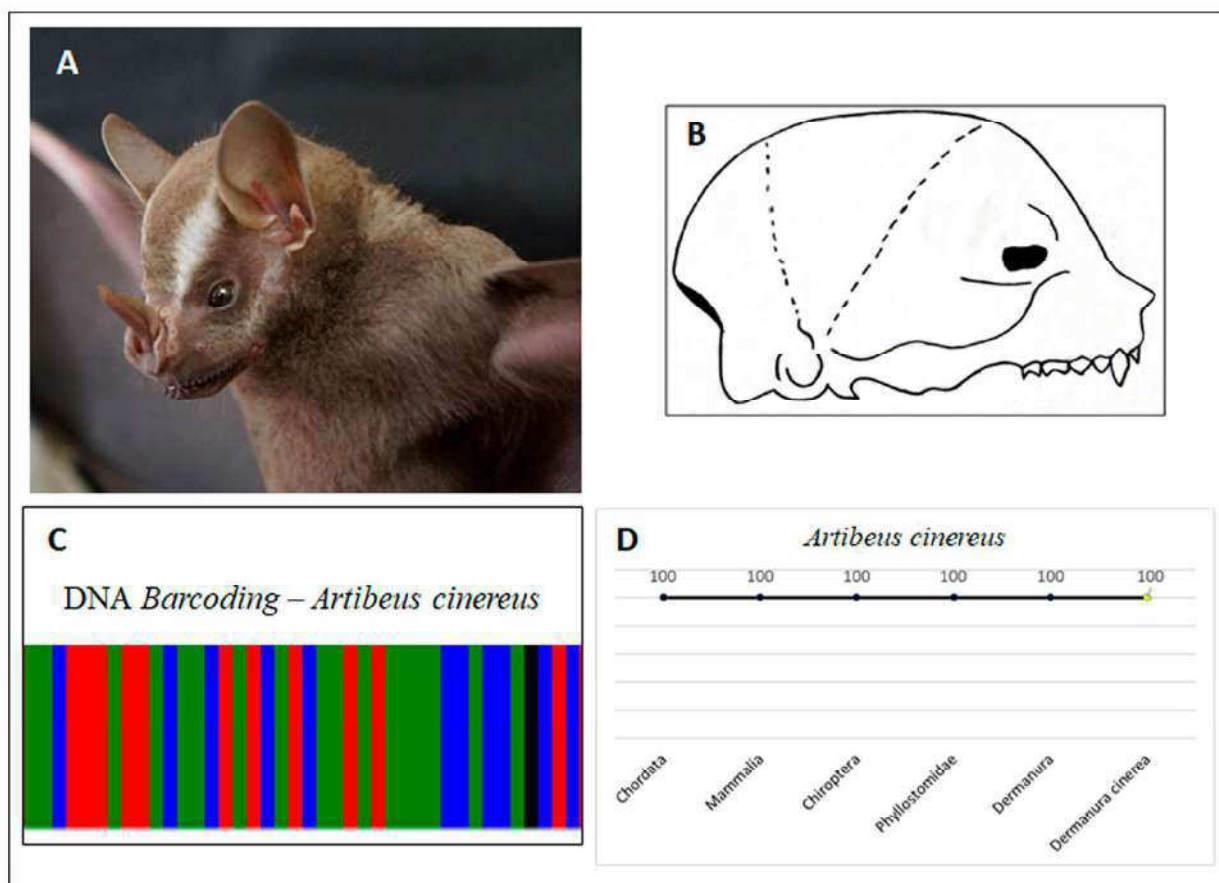 A
B
C
DNA Barcoding – Artibeus cinereus
D
Artibeus cinereus
100 100 100 100 100 100
Chordata
Mammalia
Chiroptera
Phyllostomidae
Dermanura
Dermanura cinerea